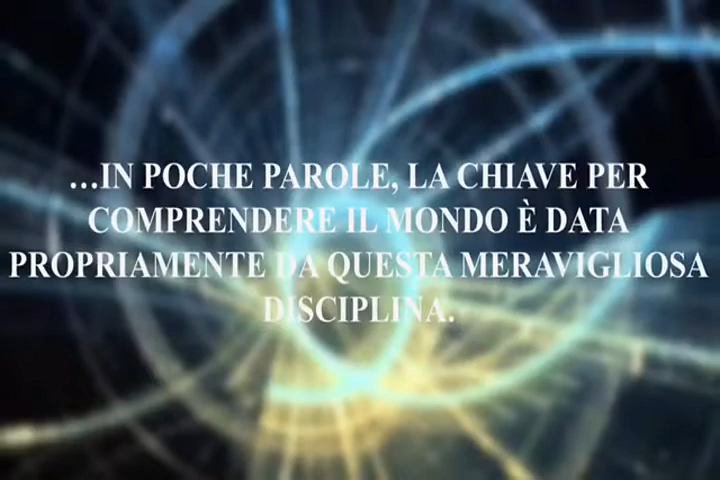 ...IN POCHE PAROLE, LA CHIAVE PER
COMPRENDERE IL MONDO È DATA
PROPRIAMENTE DA QUESTA MERAVIGLIOSA
DISCIPLINA.